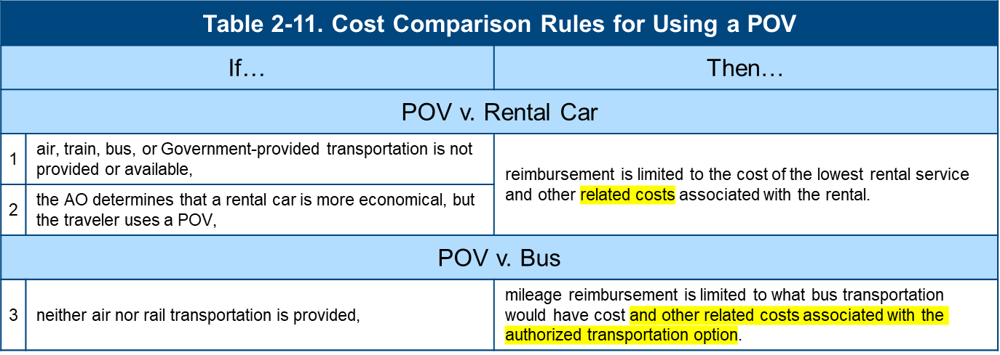 Table 2-11. Cost Comparison Rules for Using a POV
If…
Then…
POV v. Rental Car
1
air, train, bus, or Government-provided transportation is not
provided or available,
2
the AO determines that a rental car is more economical, but
the traveler uses a POV,
reimbursement is limited to the cost of the lowest rental service
and other related costs associated with the rental.
POV v. Bus
3
neither air nor rail transportation is provided,
mileage reimbursement is limited to what bus transportation
would have cost and other related costs associated with the
authorized transportation option.